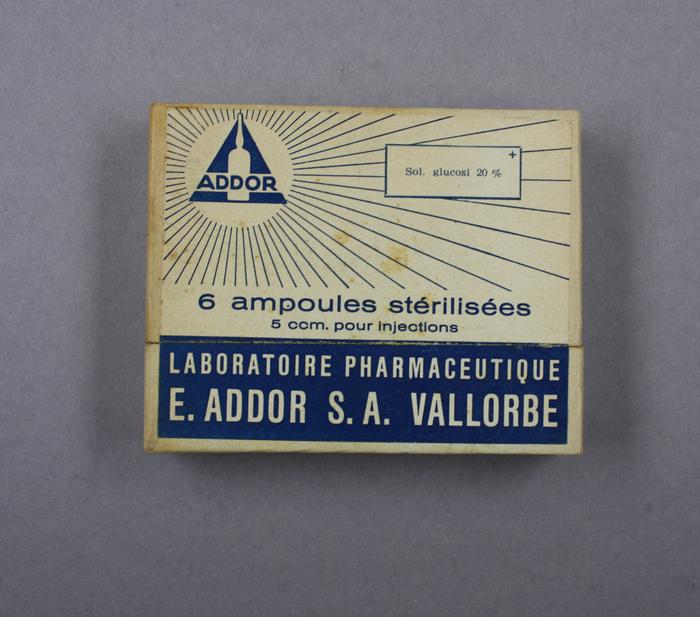 ADDOR
+
Sol. glucosi 20 %
6 ampoules stérilisées
5 ccm. pour injections
LABORATOIRE PHARMACEUTIQUE
E. ADDOR S.A. VALLORBE